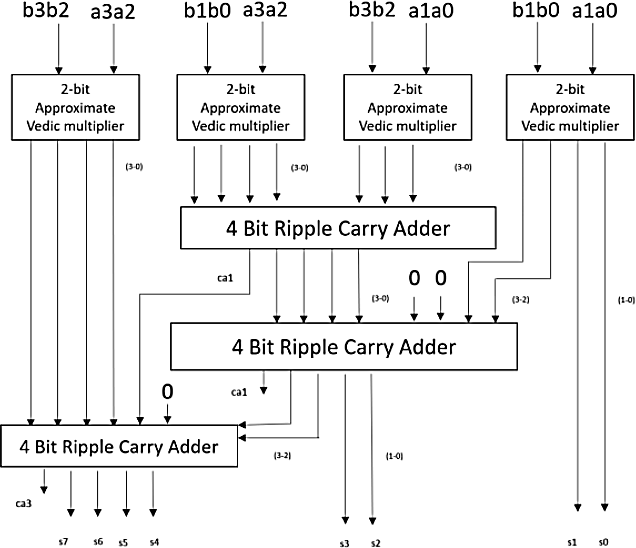 b3b2 a3a2 b1b0 a3a2 b3b2 a1a0 b1b0 a1a0
2-bit
Approximate
Vedic multiplier
2-bit
Approximate
Vedic multiplier
2-bit
Approximate
Vedic multiplier
2-bit
Approximate
Vedic multiplier
(3-0) (3-0) (3-0)
4 Bit Ripple Carry Adder
ca1 (3-0) 0 0 (3-2) (1-0)
4 Bit Ripple Carry Adder
ca1
0
4 Bit Ripple Carry Adder
(3-2) (1-0)
ca3
s7 s6 s5 s4 s3 s2 s1 s0